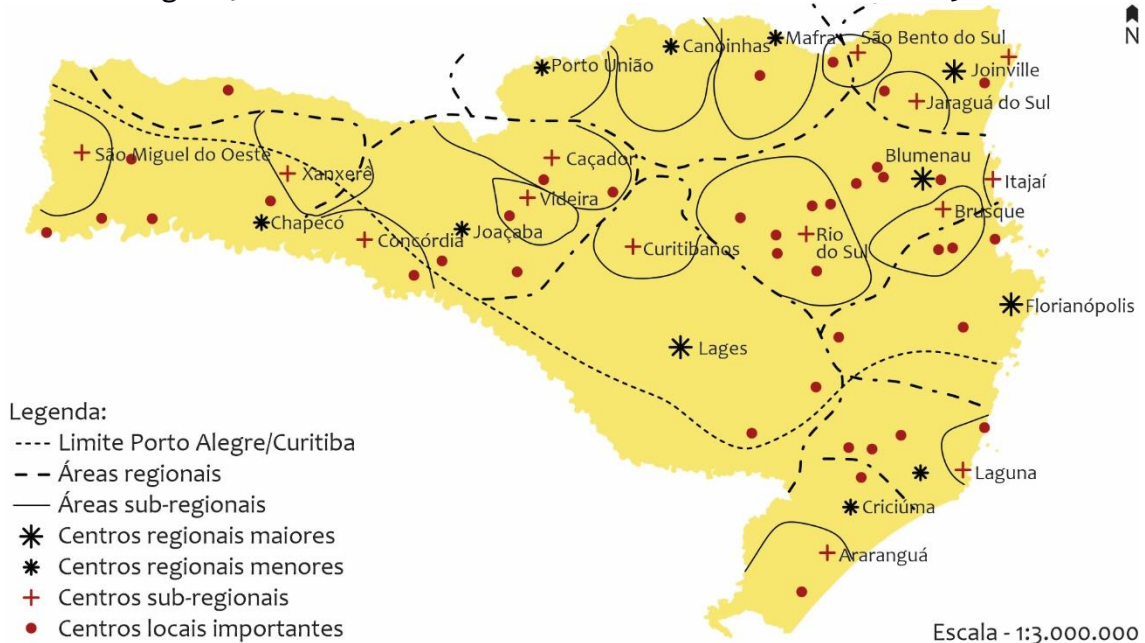 Canoinhas
Mafra
São Bento do Sul
N
Porto União
Joinville
Jaraguá do Sul
São Miguel do Oeste
Xanxerê
Caçador
Blumenau
Itajaí
Videira
Brusque
Chapecó
Joaçaba
Concórdia
Curitibanos
Rio
do Sul
Florianópolis
Lages
Legenda:
Limite Porto Alegre/Curitiba
Áreas regionais
Áreas sub-regionais
Centros regionais maiores
Centros regionais menores
Centros sub-regionais
Centros locais importantes
Laguna
Criciúma
Araranguá
Escala - 1:3.000.000